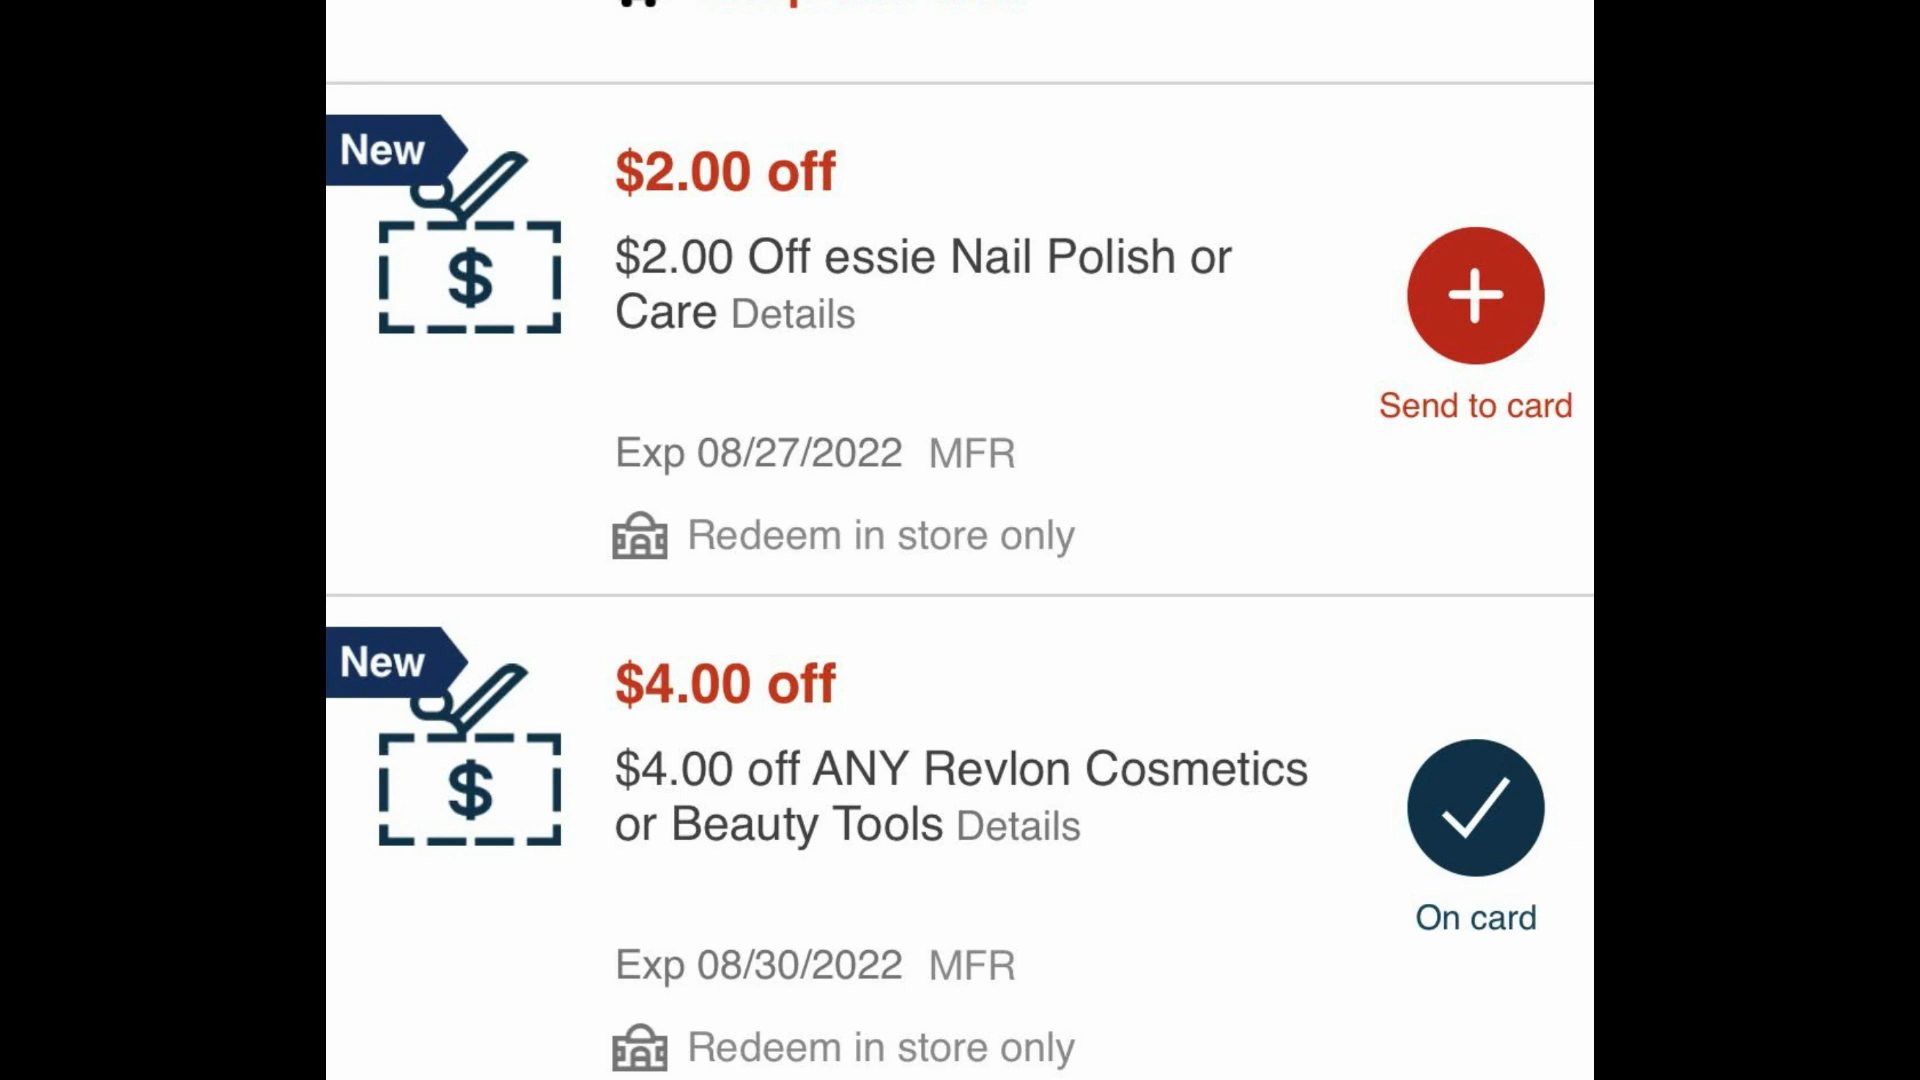 New
$2.00 off
$
$2.00 Off essie Nail Polish or
Care Details
Send to card
Exp 08/27/2022 MFR
Redeem in store only
New
$4.00 off
$
$4.00 off ANY Revlon Cosmetics
or Beauty Tools Details
On card
Exp 08/30/2022 MFR
Redeem in store only